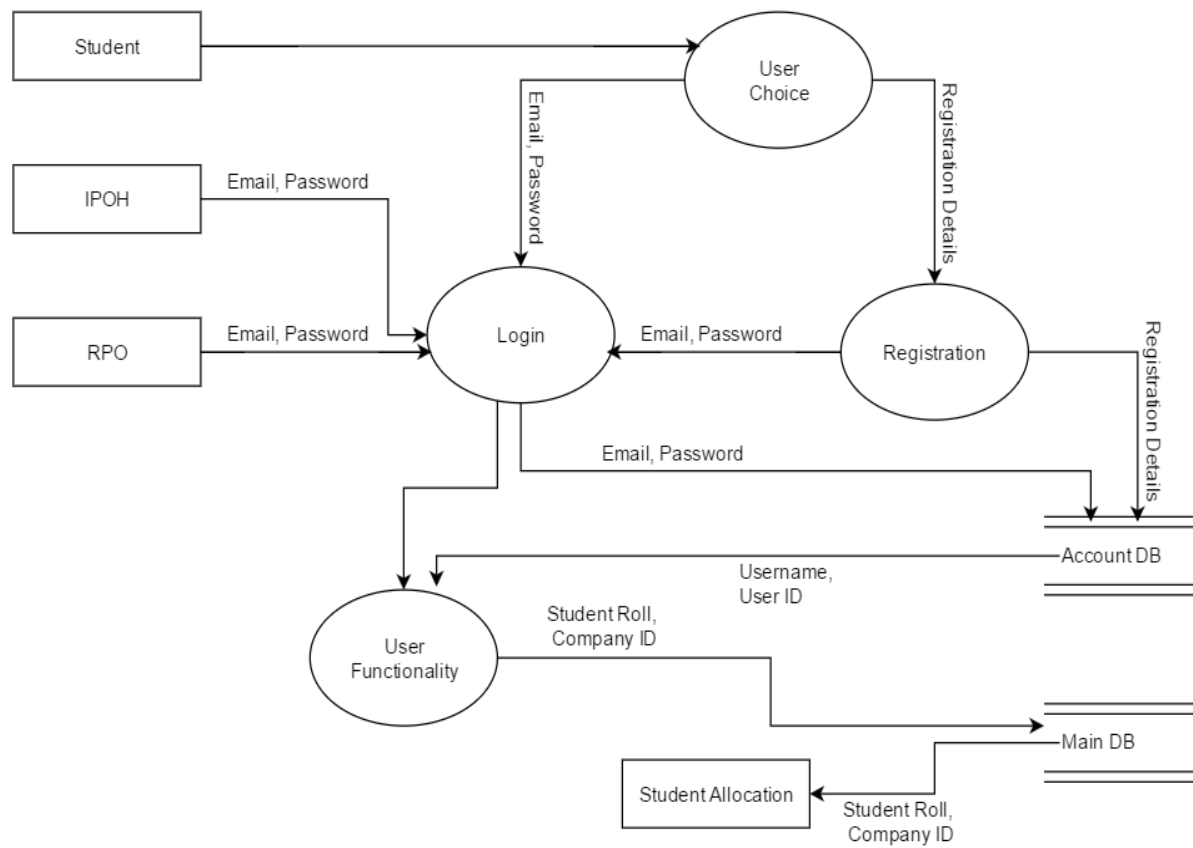 Student
User
Choice
Email, Password
Registration Details
IPOH
Email, Password
RPO
Email, Password
Login
Email, Password
Registration
Registration Details
Email, Password
Account DB
Username,
User ID
User
Functionality
Student Roll,
Company ID
Main DB
Student Allocation
Student Roll,
Company ID